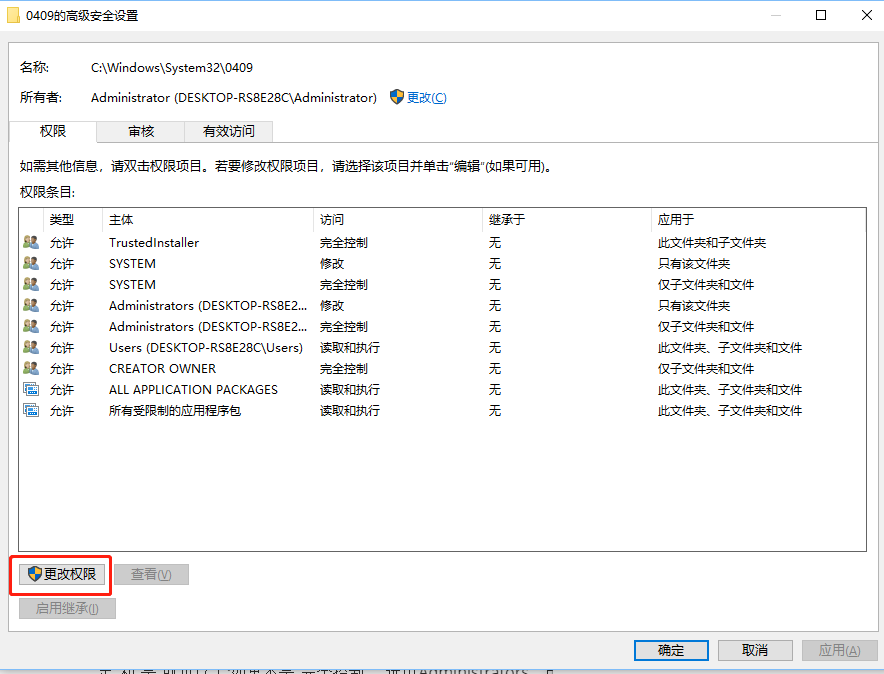 0409的高级安全设置
名称: C:\Windows\System32\0409
所有者: Administrator (DESKTOP-RS8E28C\Administrator) 更改(C)
权限 审核 有效访问
如需其他信息，请双击权限项目。若要修改权限项目，请选择该项目并单击"编辑"(如果可用)。
权限条目:
类型 主体 访问 继承于 应用于
允许 TrustedInstaller 完全控制 无 此文件夹和子文件夹
允许 SYSTEM 修改 无 只有该文件夹
允许 SYSTEM 完全控制 无 仅子文件夹和文件
允许 Administrators (DESKTOP-RS8E2... 修改 无 只有该文件夹
允许 Administrators (DESKTOP-RS8E2... 完全控制 无 仅子文件夹和文件
允许 Users (DESKTOP-RS8E28C\Users) 读取和执行 无 此文件夹、子文件夹和文件
允许 CREATOR OWNER 完全控制 无 仅子文件夹和文件
允许 ALL APPLICATION PACKAGES 读取和执行 无 此文件夹、子文件夹和文件
允许 所有受限制的应用程序包 读取和执行 无 此文件夹、子文件夹和文件
更改权限 查看(V)
启用继承(I)
确定 取消 应用(A)